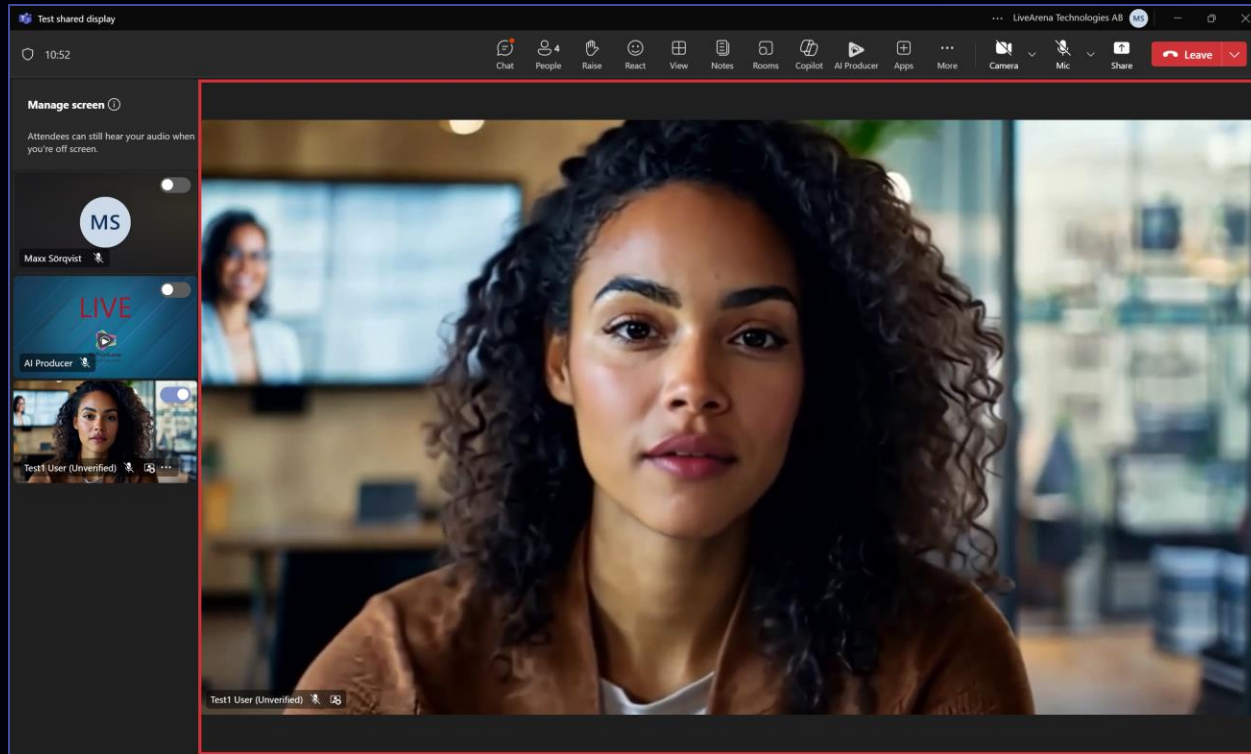 Test shared display
LiveArena Technologies AB MS
10:52
Chat
4
People
Raise
React
View
Notes
Rooms
Copilot
AI Producer
Apps
More
Camera
Mic
Share
Leave
Manage screen
Attendees can still hear your audio when
you're off screen.
MS
Maxx Sörqvist
LIVE
AI Producer
Test1 User (Unverified)
Test1 User (Unverified)